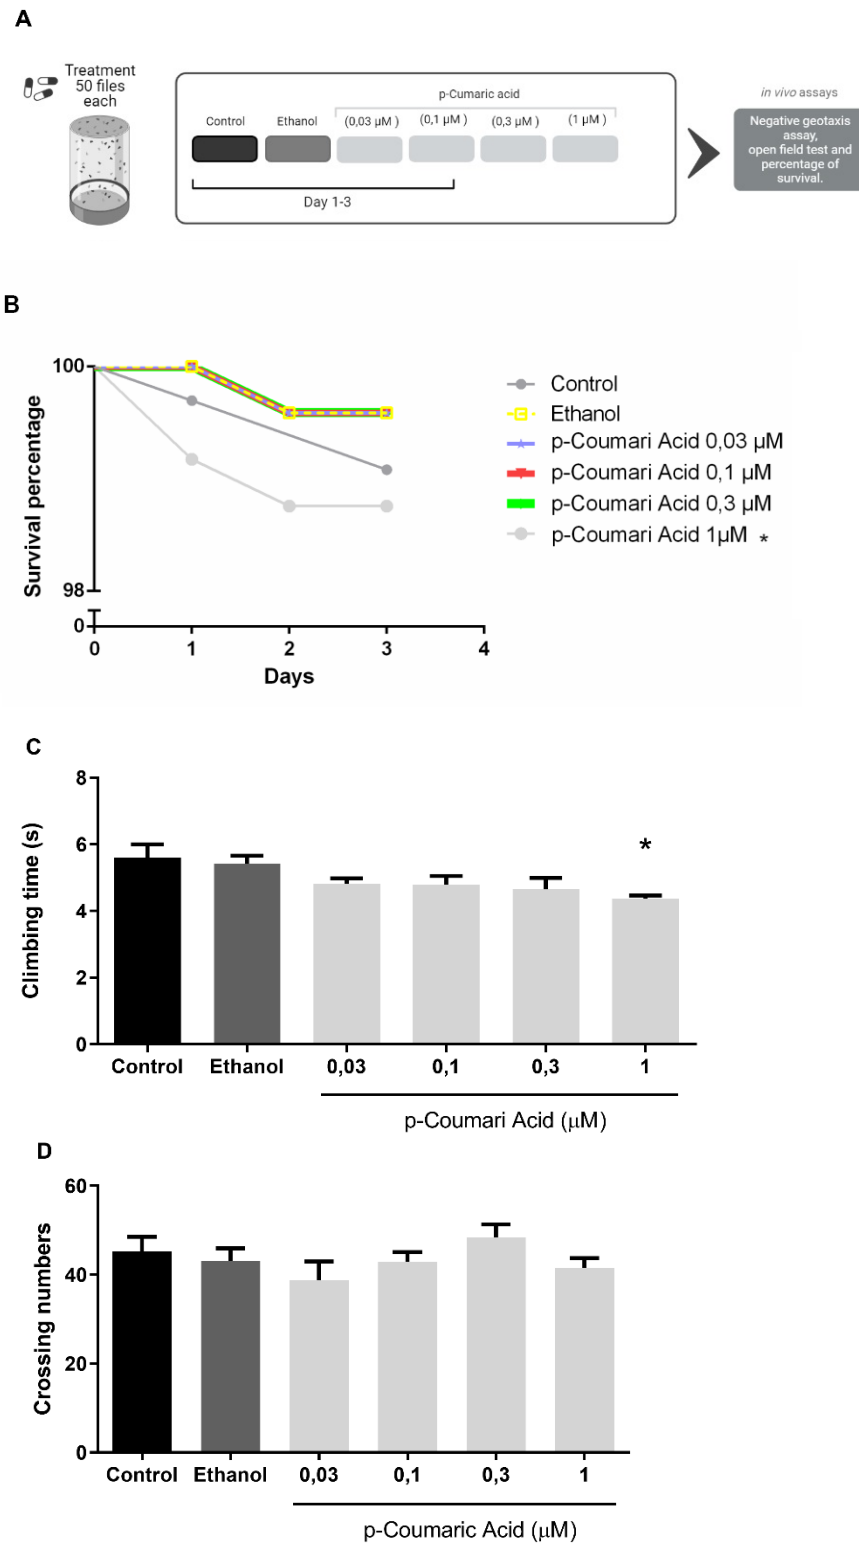 A
Treatment
50 files
each
p-Cumaric acid
Control
Ethanol
(0,03 µM )
(0,1 µM )
(0,3 µM )
(1 µM )
Day 1-3
in vivo assays
Negative geotaxis
assay,
open field test and
percentage of
survival.
B
Survival percentage
100
98
0
0 1 2 3 4
Days
Control
Ethanol
p-Coumari Acid 0,03 µM
p-Coumari Acid 0,1 µM
p-Coumari Acid 0,3 µM
p-Coumari Acid 1µM *
C
Climbing time (s)
8
6
4
2
0
*
Control Ethanol 0,03 0,1 0,3 1
p-Coumari Acid (µM)
D
Crossing numbers
60
40
20
0
Control Ethanol 0,03 0,1 0,3 1
p-Coumaric Acid (µM)